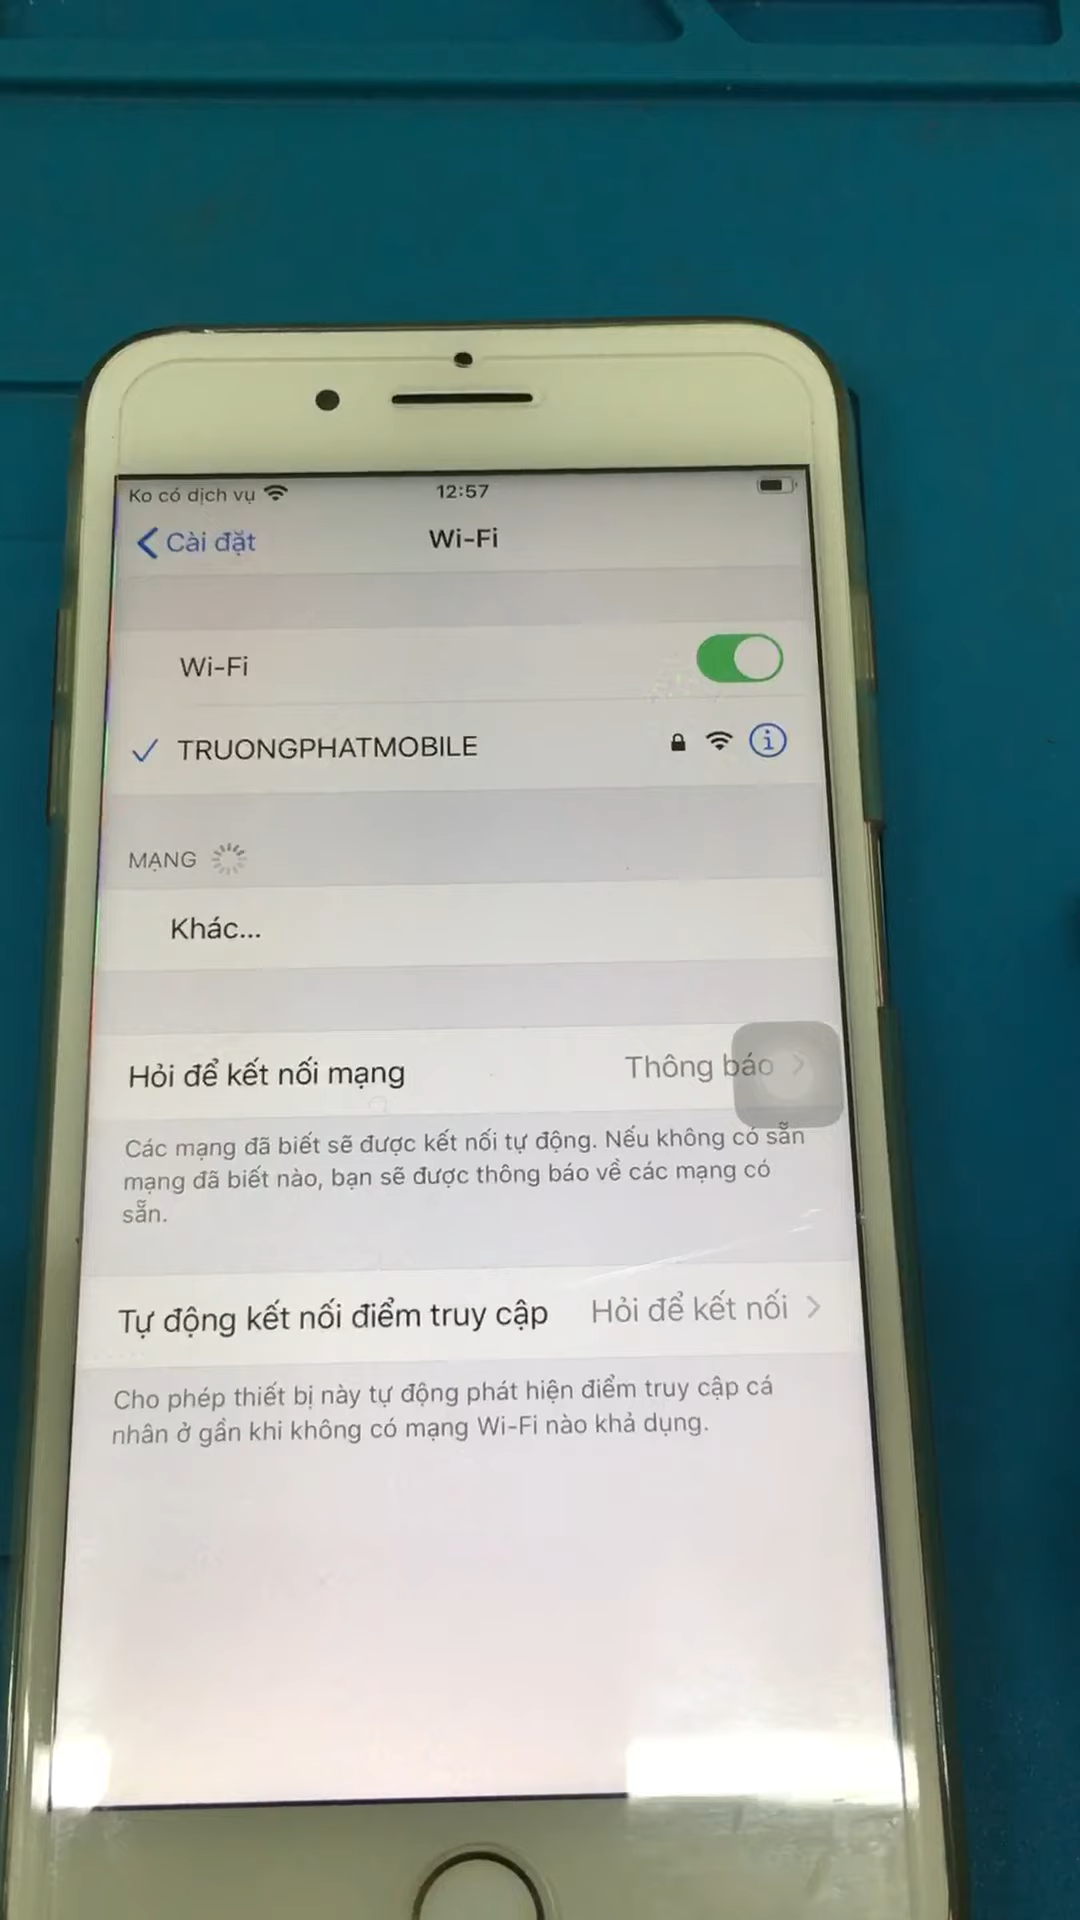 Ko có dịch vụ 12:57
Cài đặt Wi-Fi
Wi-Fi
TRUONGPHATMOBILE
MẠNG
Khác...
Hỏi để kết nối mạng Thông báo
Các mạng đã biết sẽ được kết nối tự động. Nếu không có sẵn
mạng đã biết nào, bạn sẽ được thông báo về các mạng có
sẵn.
Tự động kết nối điểm truy cập Hỏi để kết nối
Cho phép thiết bị này tự động phát hiện điểm truy cập cá
nhân ở gần khi không có mạng Wi-Fi nào khả dụng.